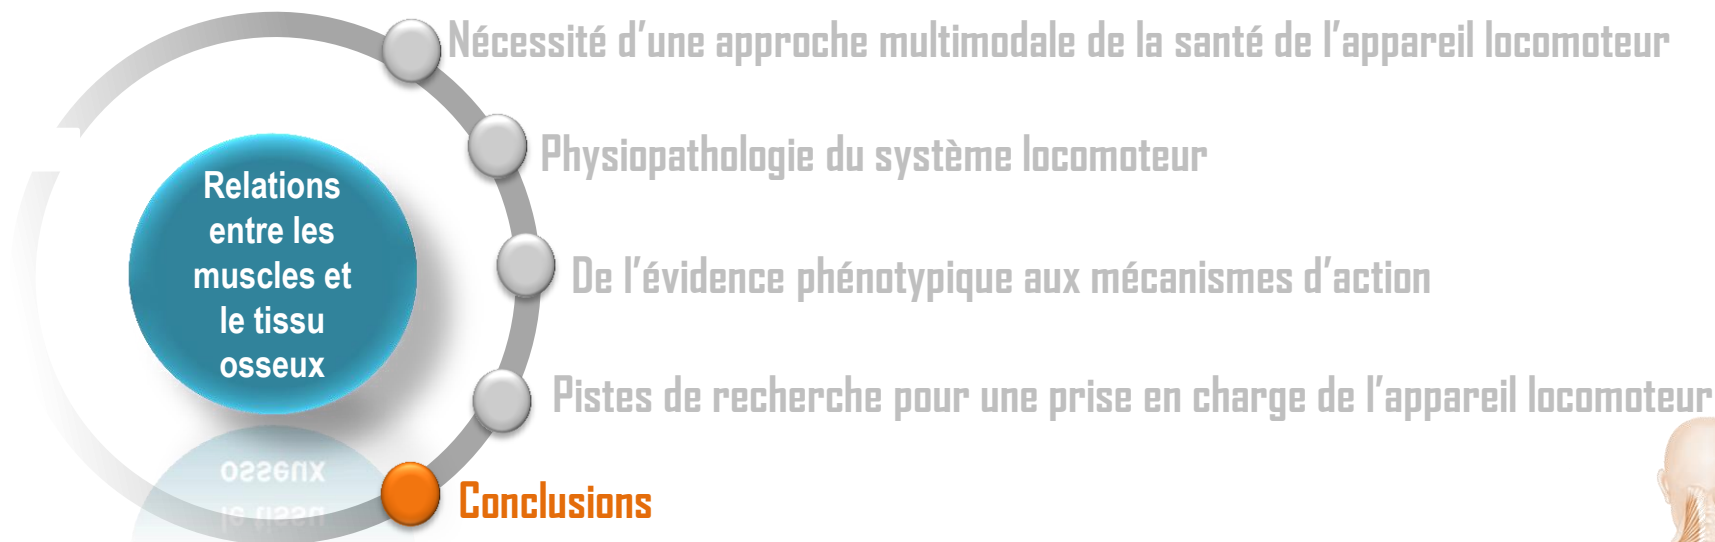 Nécessité d'une approche multimodale de la santé de l'appareil locomoteur
Physiopathologie du système locomoteur
Relations
entre les
muscles et
le tissu
osseux
De l'évidence phénotypique aux mécanismes d'action
Pistes de recherche pour une prise en charge de l'appareil locomoteur
Conclusions